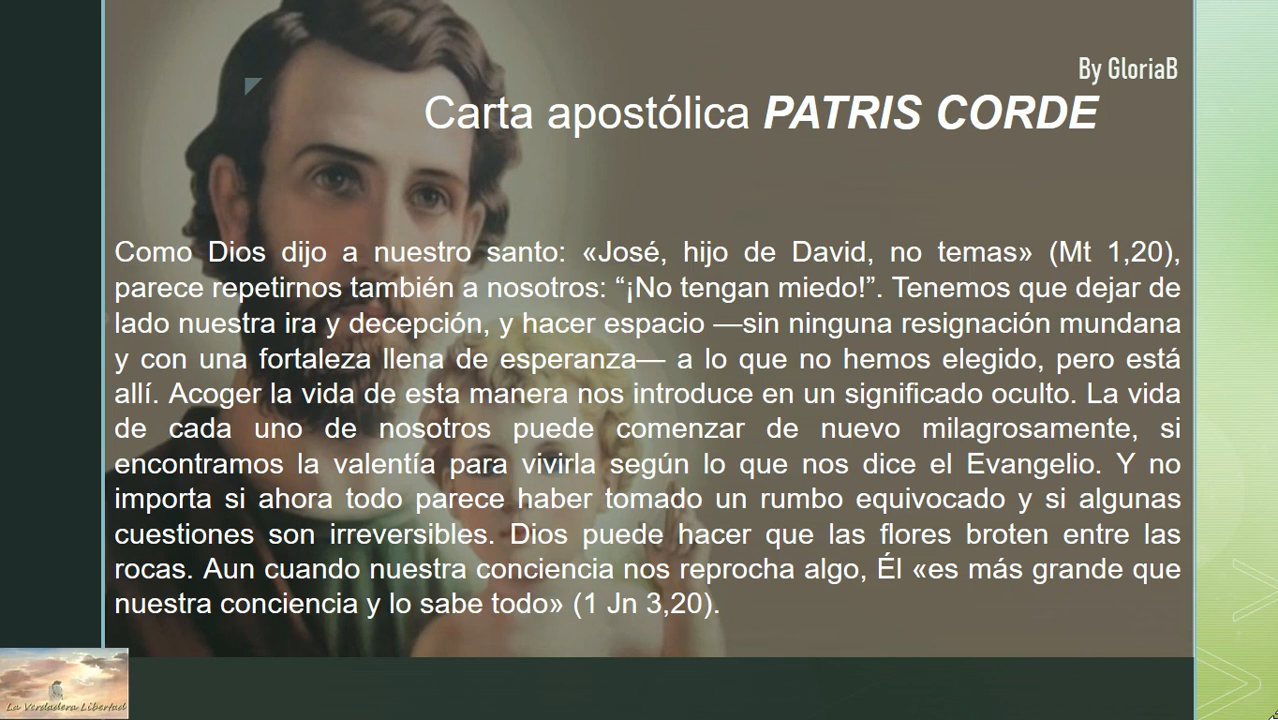 By GloriaB
Carta apostólica PATRIS CORDE
Como Dios dijo a nuestro santo: «José, hijo de David, no temas» (Mt 1,20),
parece repetirnos también a nosotros: “¡No tengan miedo!”. Tenemos que dejar de
lado nuestra ira y decepción, y hacer espacio —sin ninguna resignación mundana
y con una fortaleza llena de esperanza— a lo que no hemos elegido, pero está
allí. Acoger la vida de esta manera nos introduce en un significado oculto. La vida
de cada uno de nosotros puede comenzar de nuevo milagrosamente, si
encontramos la valentía para vivirla según lo que nos dice el Evangelio. Y no
importa si ahora todo parece haber tomado un rumbo equivocado y si algunas
cuestiones son irreversibles. Dios puede hacer que las flores broten entre las
rocas. Aun cuando nuestra conciencia nos reprocha algo, Él «es más grande que
nuestra conciencia y lo sabe todo» (1 Jn 3,20).
La Verdadera Libertad